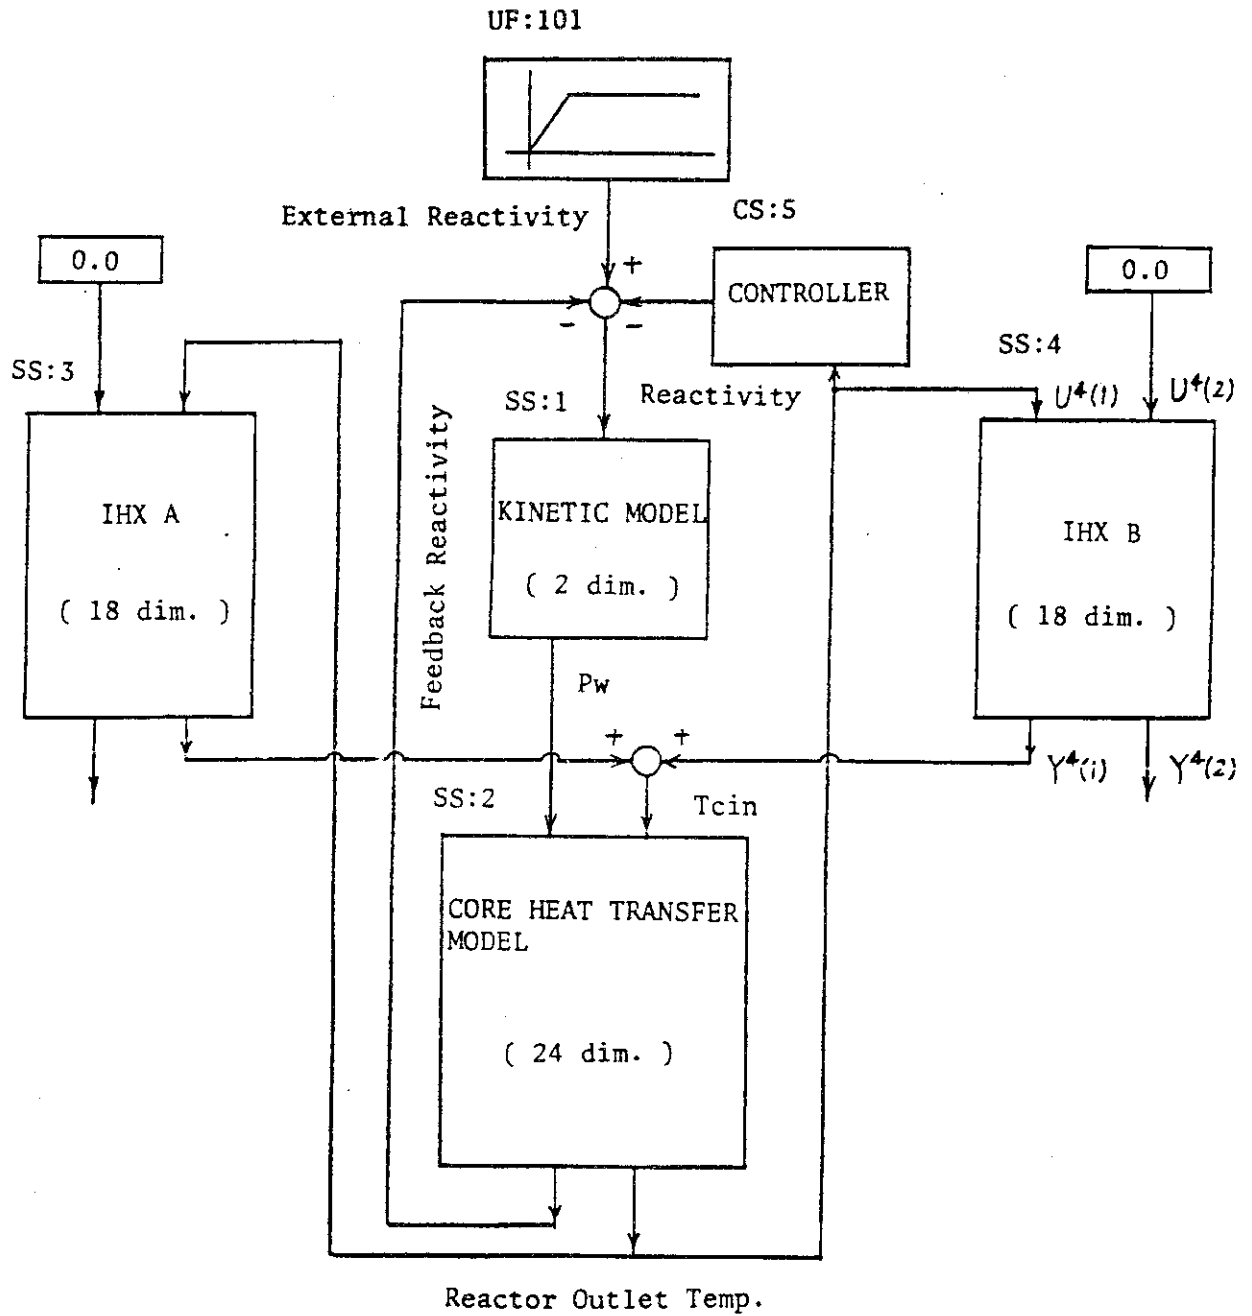 UF:101
External Reactivity
CS:5
0.0
+
0.0
CONTROLLER
-
-
SS:3
SS:4
Reactivity
SS:1
U⁴(1)
U⁴(2)
Feedback Reactivity
KINETIC MODEL
( 2 dim. )
IHX A
( 18 dim. )
IHX B
( 18 dim. )
Pw
+
+
Y⁴(i)
Y⁴(2)
SS:2
Tcin
CORE HEAT TRANSFER
MODEL
( 24 dim. )
Reactor Outlet Temp.